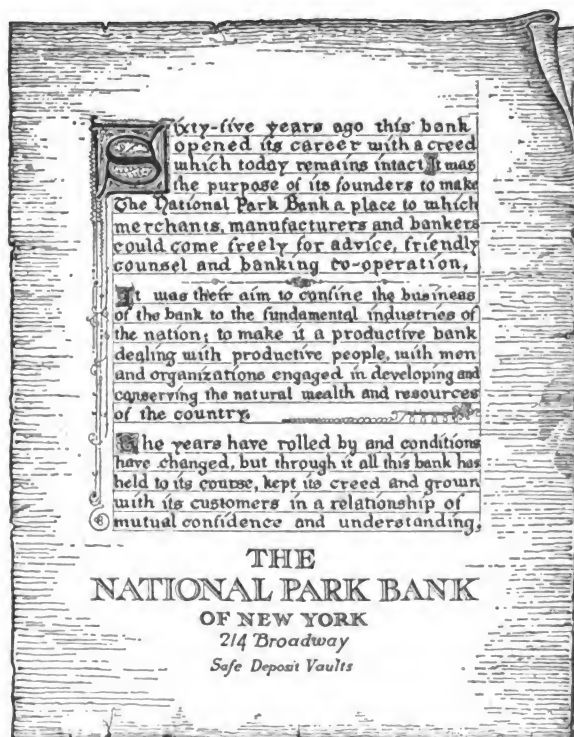 Sixty-five years ago this bank
opened its career with a creed
which today remains intact. It was
the purpose of its founders to make
The National Park Bank a place to which
merchants, manufacturers and bankers
could come freely for advice, friendly
counsel and banking co-operation.
It was their aim to confine the business
of the bank to the fundamental industries of
the nation; to make it a productive bank
dealing with productive people, with men
and organizations engaged in developing and
conserving the natural wealth and resources
of the country.
The years have rolled by and conditions
have changed, but through it all this bank has
held to its course, kept its creed and grown
with its customers in a relationship of
mutual confidence and understanding.
THE
NATIONAL PARK BANK
OF NEW YORK
214 Broadway
Safe Deposit Vaults